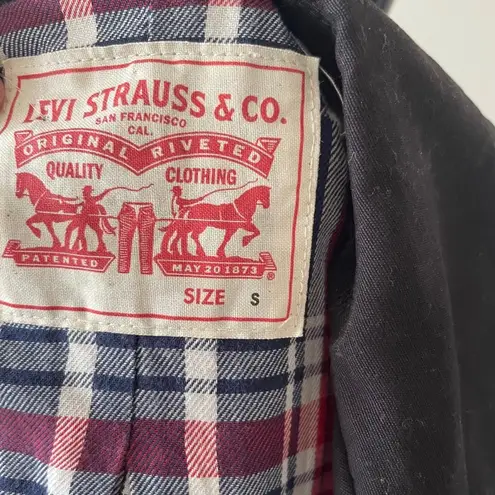 LEVI STRAUSS & CO.
SAN FRANCISCO
CAL.
ORIGINAL RIVETED
QUALITY CLOTHING
PATENTED MAY 20 1873 ®
SIZE S